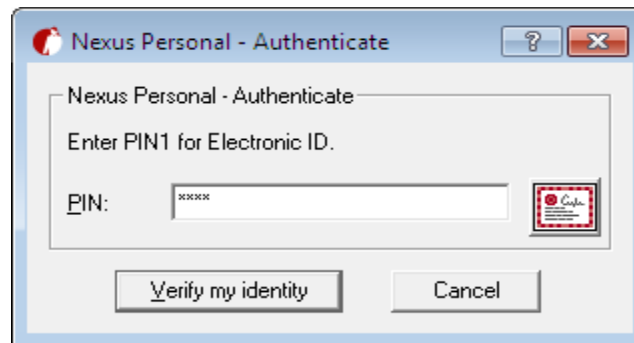 Nexus Personal - Authenticate
Nexus Personal - Authenticate
Enter PIN1 for Electronic ID.
PIN: ****
Verify my identity Cancel